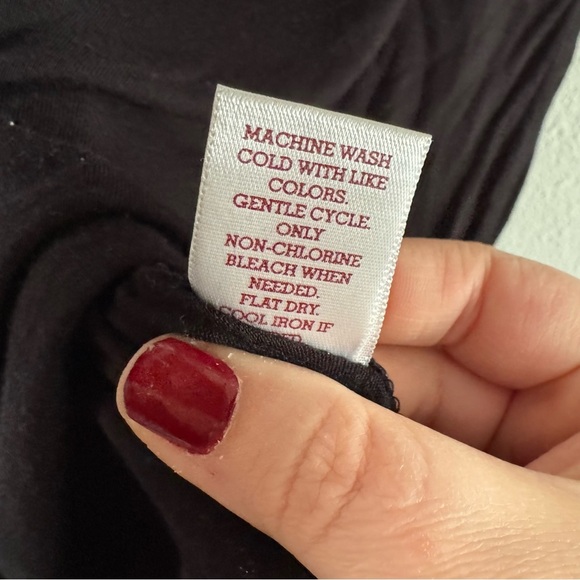 MACHINE WASH
COLD WITH LIKE
COLORS.
GENTLE CYCLE.
ONLY
NON-CHLORINE
BLEACH WHEN
NEEDED.
FLAT DRY.
COOL IRON IF